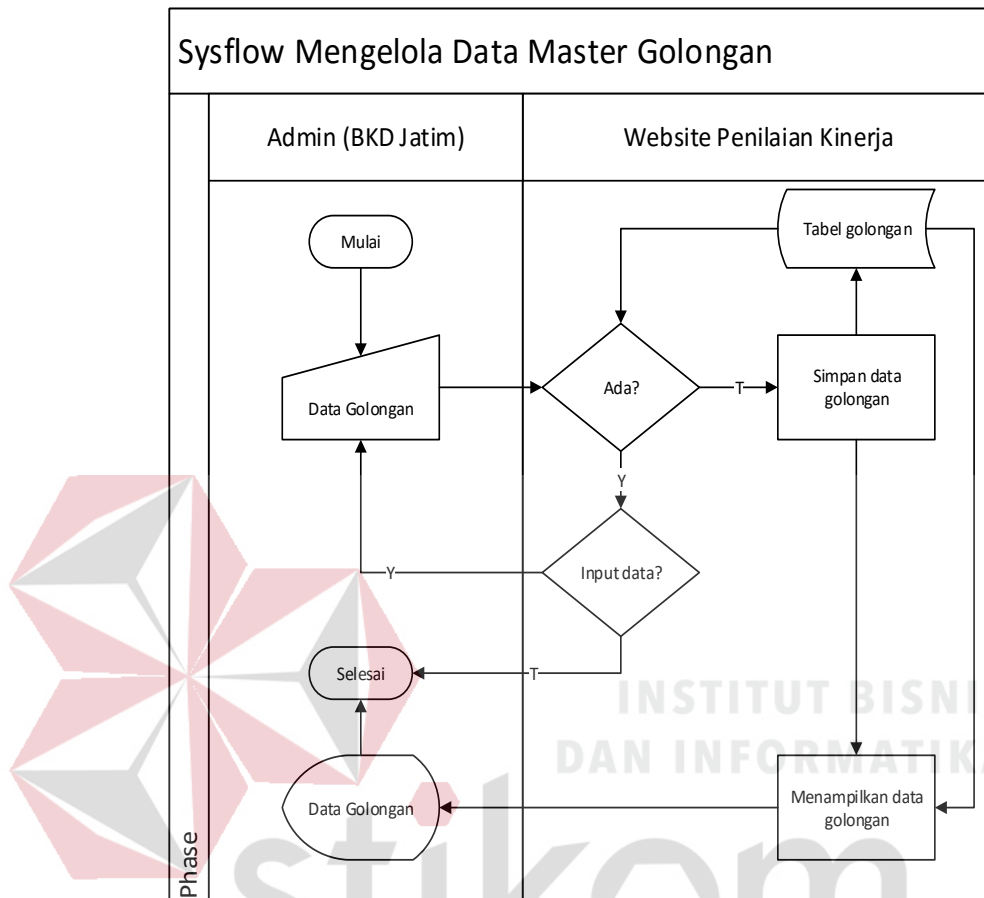 Sysflow Mengelola Data Master Golongan
Admin (BKD Jatim)
Website Penilaian Kinerja
Mulai
Tabel golongan
Data Golongan
Ada?
T
Simpan data
golongan
Y
Input data?
Y
Selesai
T
INSTITUT BISNI
DAN INFORMATIKA
Data Golongan
Menampilkan data
golongan
Phase
stikom